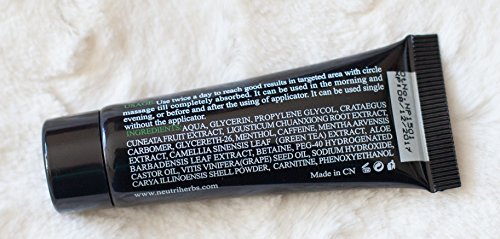 USAGE: Use twice a day to reach good results in targeted area with circle
massage till completely absorbed. It can be used in the morning and
evening, or before and after the using of applicator. It can be used single
without the applicator.
INGREDIENTS: AQUA, GLYCERIN, PROPYLENE GLYCOL, CRATAEGUS
CUNEATA FRUIT EXTRACT, LIGUSTICUM CHUANXIONG ROOT EXTRACT,
CARBOMER, GLYCERETH-26, MENTHOL, CAFFEINE, MENTHA ARVENSIS
EXTRACT, CAMELLIA SINENSIS LEAF (GREEN TEA) EXTRACT, ALOE
BARBADENSIS LEAF EXTRACT, BETAINE, PEG-40 HYDROGENATED
CASTOR OIL, VITIS VINIFERA(GRAPE) SEED OIL, SODIUM HYDROXIDE,
CARYA ILLINOENSIS SHELL POWDER, CARNITINE, PHENOXYETHANOL
www.neutriherbs.com Made in CN